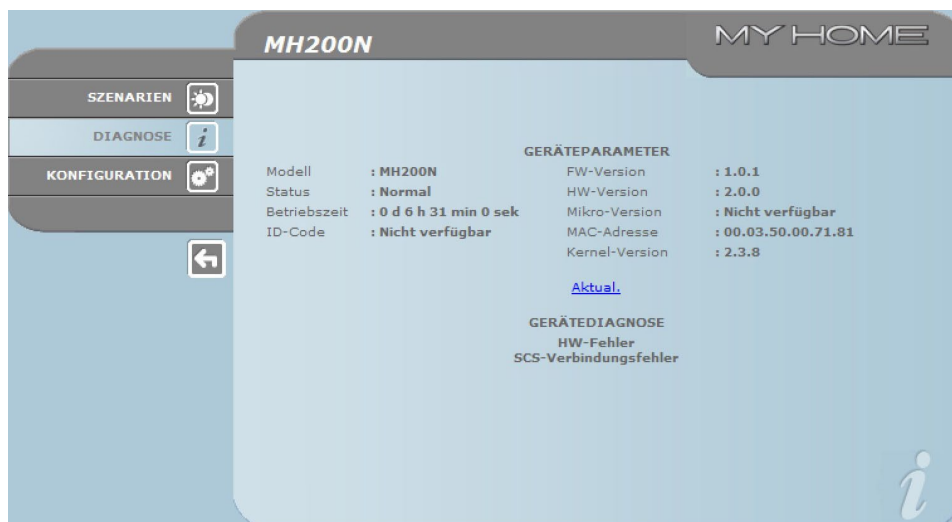 MH200N
MY HOME
SZENARIEN
DIAGNOSE
KONFIGURATION
GERÄTEPARAMETER
Modell : MH200N FW-Version : 1.0.1
Status : Normal HW-Version : 2.0.0
Betriebszeit : 0 d 6 h 31 min 0 sek Mikro-Version : Nicht verfügbar
ID-Code : Nicht verfügbar MAC-Adresse : 00.03.50.00.71.81
Kernel-Version : 2.3.8
Aktual.
GERÄTEDIAGNOSE
HW-Fehler
SCS-Verbindungsfehler